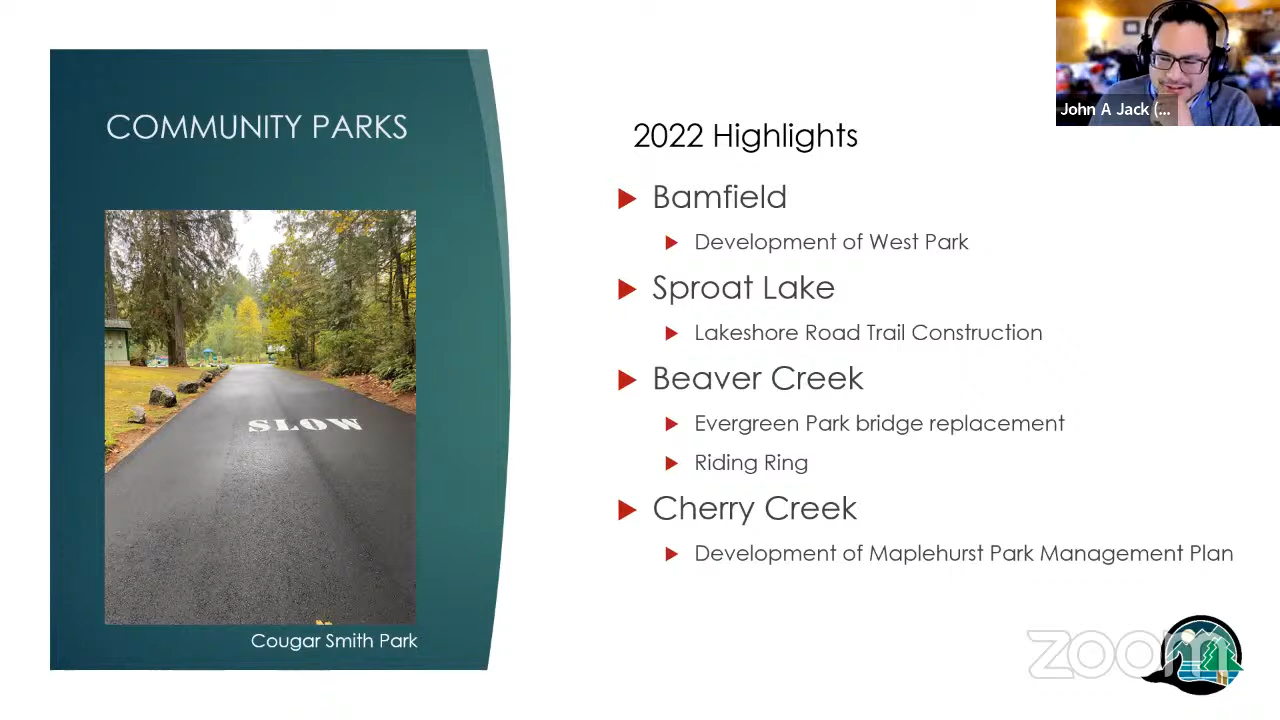 COMMUNITY PARKS
SLOW
Cougar Smith Park
2022 Highlights
Bamfield
Development of West Park
Sproat Lake
Lakeshore Road Trail Construction
Beaver Creek
Evergreen Park bridge replacement
Riding Ring
Cherry Creek
Development of Maplehurst Park Management Plan
John A Jack (...
zoom